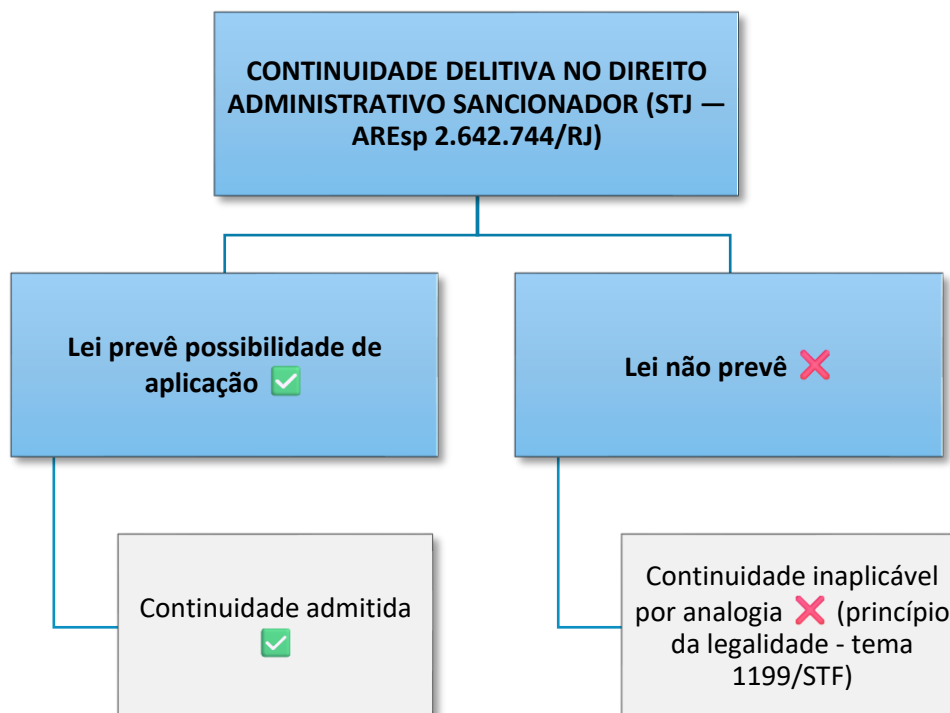 CONTINUIDADE DELITIVA NO DIREITO
ADMINISTRATIVO SANCIONADOR (STJ —
AREsp 2.642.744/RJ)
Lei prevê possibilidade de
aplicação ✅
Lei não prevê ❌
Continuidade admitida
✅
Continuidade inaplicável
por analogia ❌ (princípio
da legalidade - tema
1199/STF)